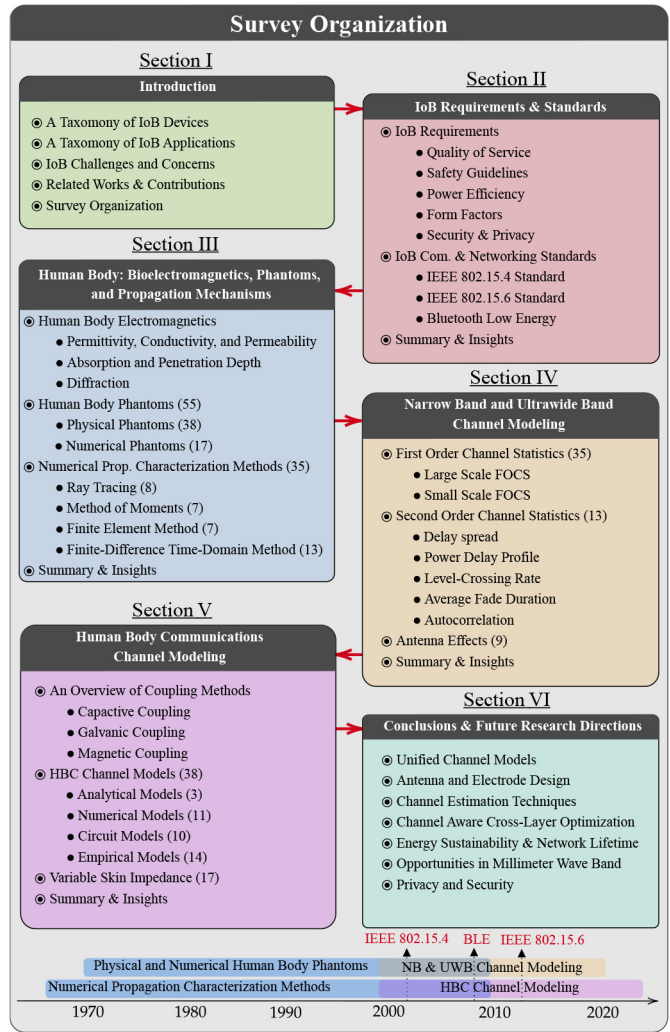 Survey Organization
Section I
Introduction
A Taxomony of IoB Devices
A Taxomony of IoB Applications
IoB Challenges and Concerns
Related Works & Contributions
Survey Organization
Section II
IoB Requirements & Standards
IoB Requirements
Quality of Service
Safety Guidelines
Power Efficiency
Form Factors
Security & Privacy
IoB Com. & Networking Standards
IEEE 802.15.4 Standard
IEEE 802.15.6 Standard
Bluetooth Low Energy
Summary & Insights
Section III
Human Body: Bioelectromagnetics, Phantoms,
and Propagation Mechanisms
Human Body Electromagnetics
Permittivity, Conductivity, and Permeability
Absorption and Penetration Depth
Diffraction
Human Body Phantoms (55)
Physical Phantoms (38)
Numerical Phantoms (17)
Numerical Prop. Characterization Methods (35)
Ray Tracing (8)
Method of Moments (7)
Finite Element Method (7)
Finite-Difference Time-Domain Method (13)
Summary & Insights
Section IV
Narrow Band and Ultrawide Band
Channel Modeling
First Order Channel Statistics (35)
Large Scale FOCS
Small Scale FOCS
Second Order Channel Statistics (13)
Delay spread
Power Delay Profile
Level-Crossing Rate
Average Fade Duration
Autocorrelation
Antenna Effects (9)
Summary & Insights
Section V
Human Body Communications
Channel Modeling
An Overview of Coupling Methods
Capactive Coupling
Galvanic Coupling
Magnetic Coupling
HBC Channel Models (38)
Analytical Models (3)
Numerical Models (11)
Circuit Models (10)
Empirical Models (14)
Variable Skin Impedance (17)
Summary & Insights
Section VI
Conclusions & Future Research Directions
Unified Channel Models
Antenna and Electrode Design
Channel Estimation Techniques
Channel Aware Cross-Layer Optimization
Energy Sustainability & Network Lifetime
Opportunities in Millimeter Wave Band
Privacy and Security
IEEE 802.15.4 BLE IEEE 802.15.6
Physical and Numerical Human Body Phantoms NB & UWB Channel Modeling
Numerical Propagation Characterization Methods HBC Channel Modeling
1970 1980 1990 2000 2010 2020